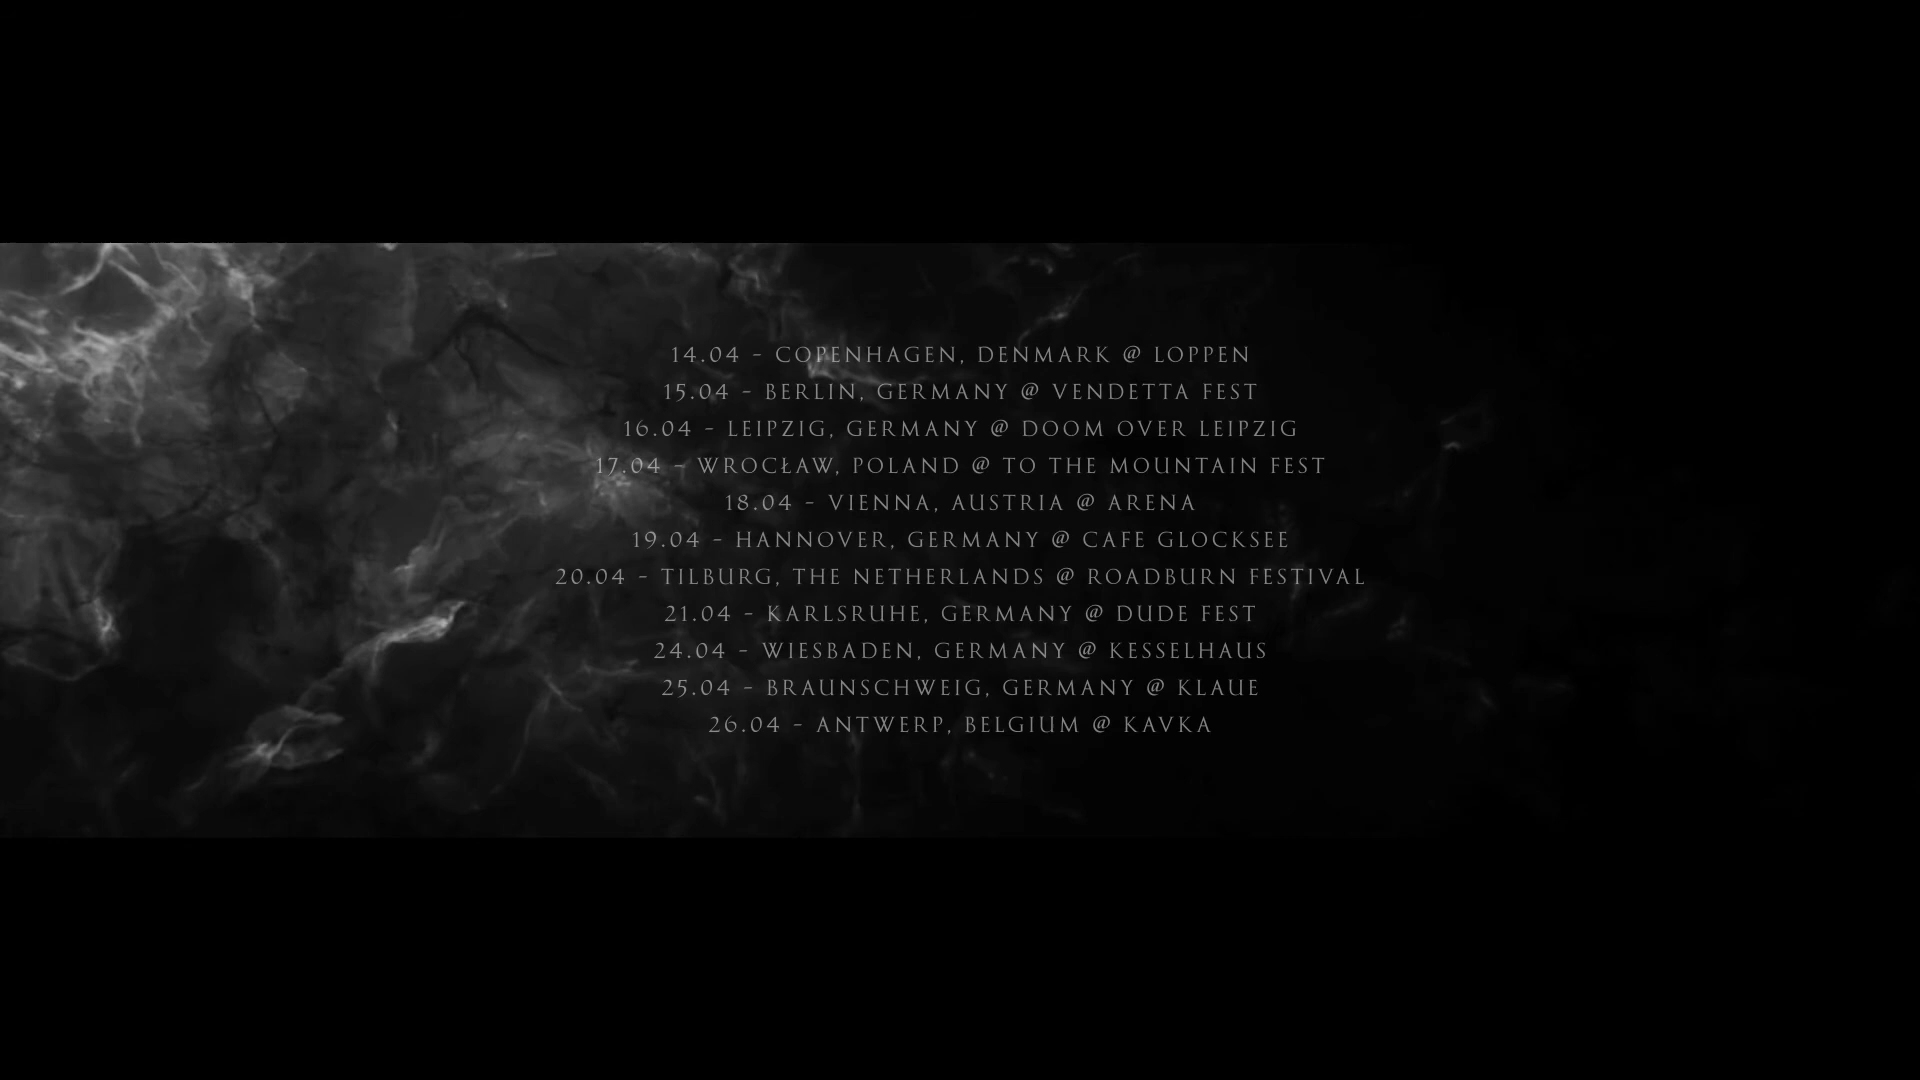 14.04 – COPENHAGEN, DENMARK @ LOPPEN
15.04 – BERLIN, GERMANY @ VENDETTA FEST
16.04 – LEIPZIG, GERMANY @ DOOM OVER LEIPZIG
17.04 – WROCŁAW, POLAND @ TO THE MOUNTAIN FEST
18.04 – VIENNA, AUSTRIA @ ARENA
19.04 – HANNOVER, GERMANY @ CAFE GLOCKSEE
20.04 – TILBURG, THE NETHERLANDS @ ROADBURN FESTIVAL
21.04 – KARLSRUHE, GERMANY @ DUDE FEST
24.04 – WIESBADEN, GERMANY @ KESSELHAUS
25.04 – BRAUNSCHWEIG, GERMANY @ KLAUE
26.04 – ANTWERP, BELGIUM @ KAVKA